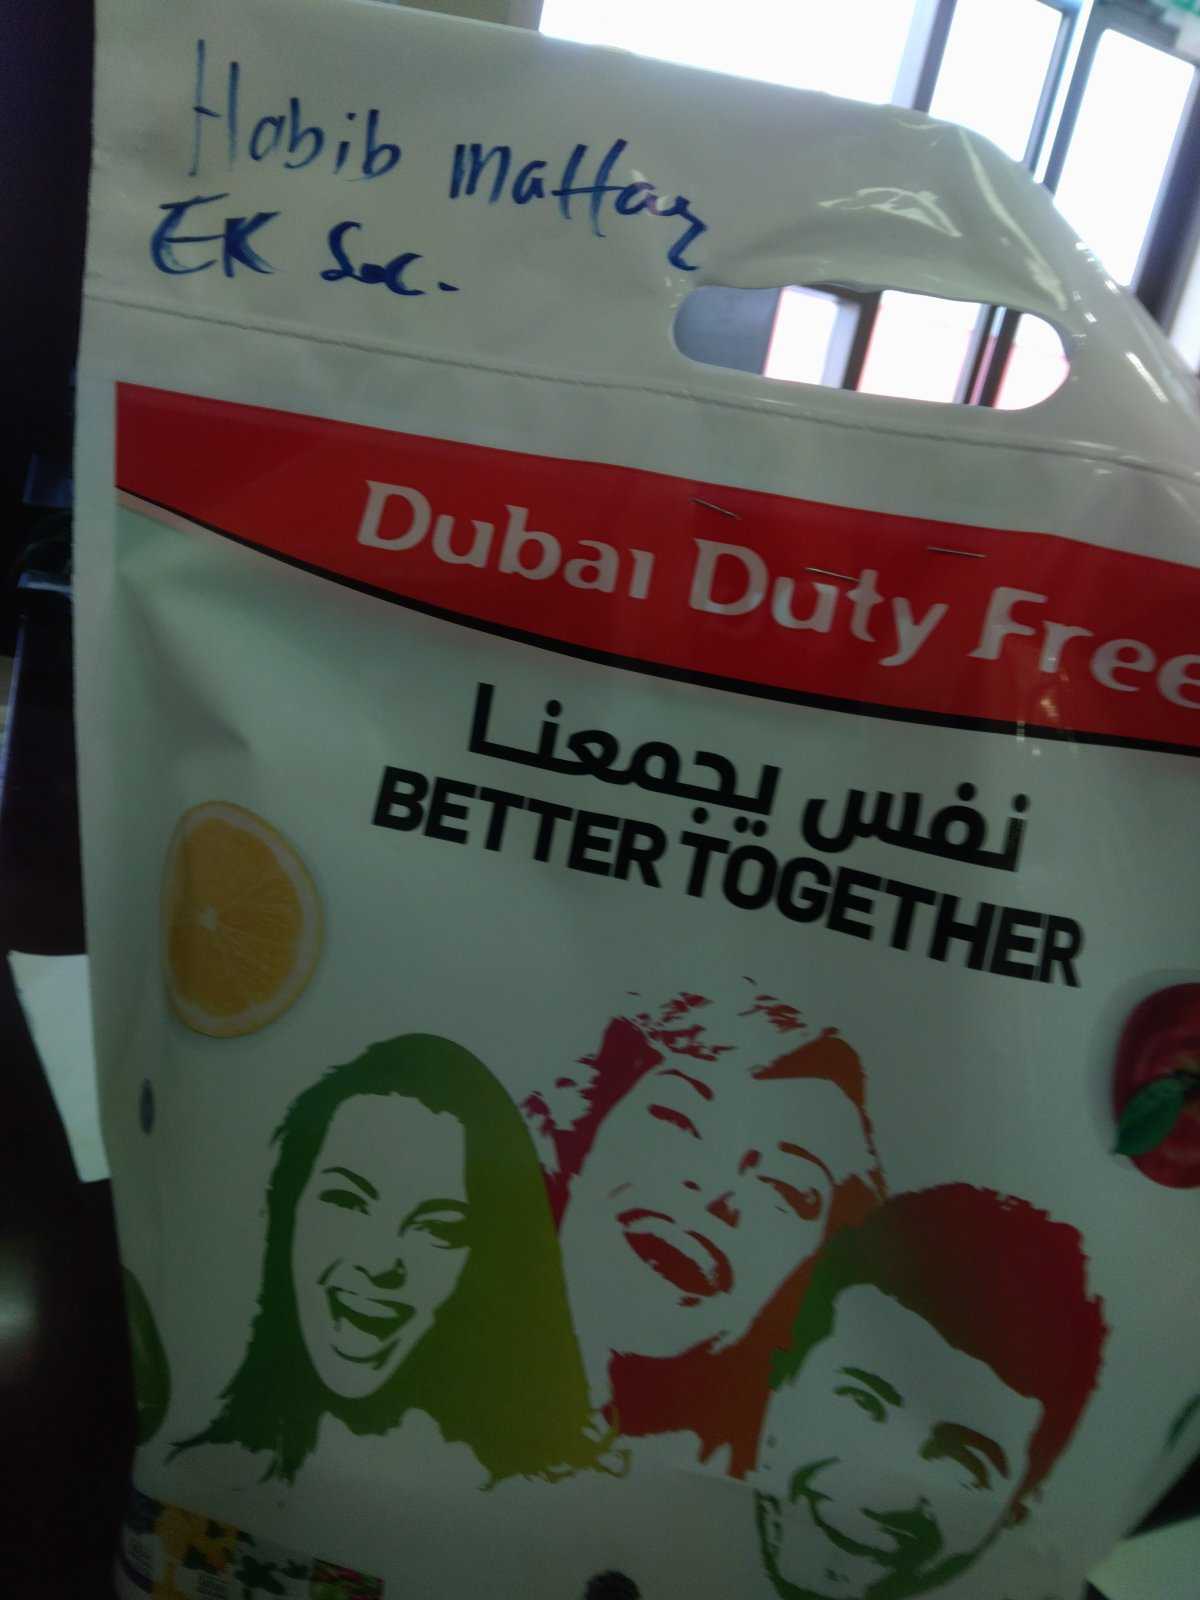 Habib Mattar
EK Sec.
Dubai Duty Free
نفس يجمعنا
BETTER TOGETHER